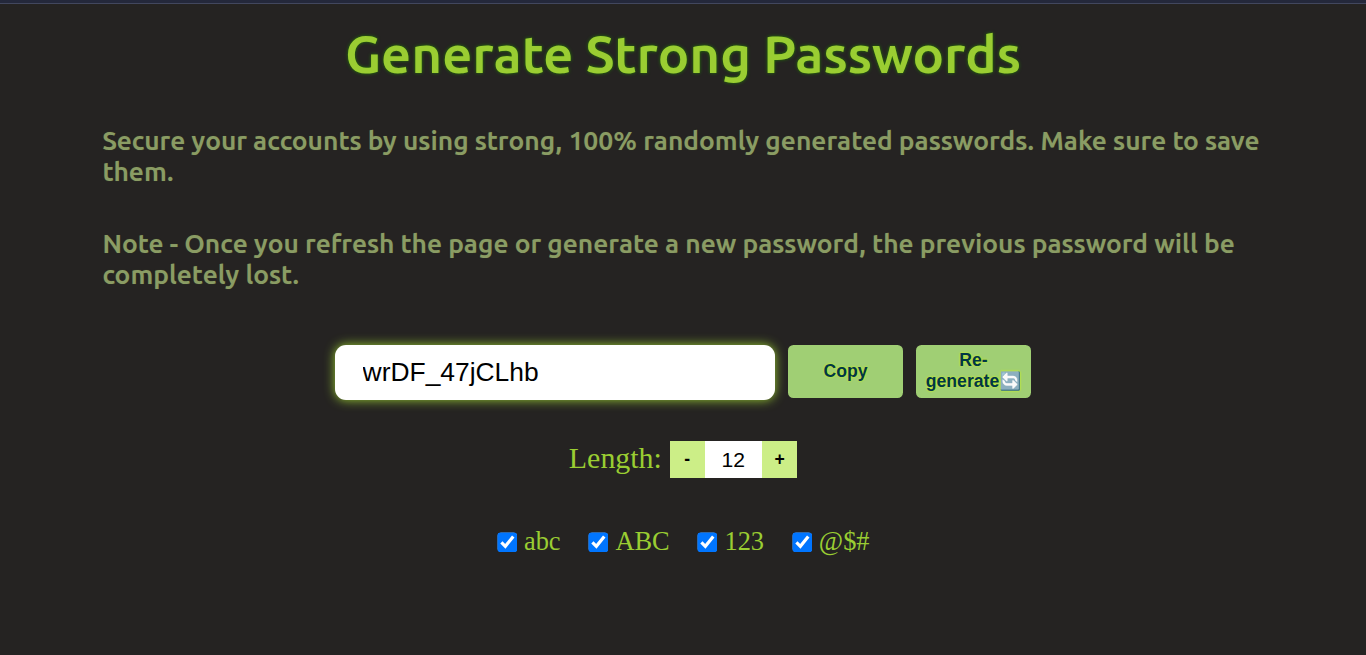 Generate Strong Passwords
Secure your accounts by using strong, 100% randomly generated passwords. Make sure to save
them.
Note - Once you refresh the page or generate a new password, the previous password will be
completely lost.
wrDF_47jCLhb
Copy
Re-
generate🔄
Length: - 12 +
abc ABC 123 @$#